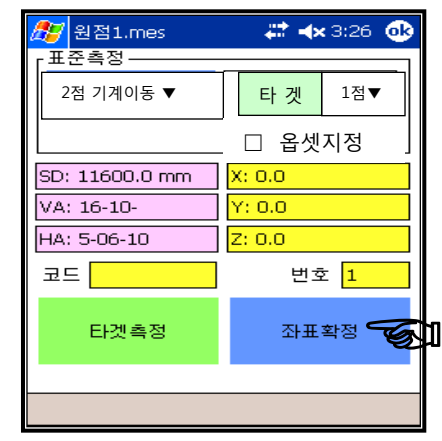 원점1.mes 3:26 ok
표준측정
2점 기계이동 ▼ 타 겟 1점▼
□ 옵셋지정
SD: 11600.0 mm X: 0.0
VA: 16-10- Y: 0.0
HA: 5-06-10 Z: 0.0
코드 번호 1
타겟측정 좌표확정